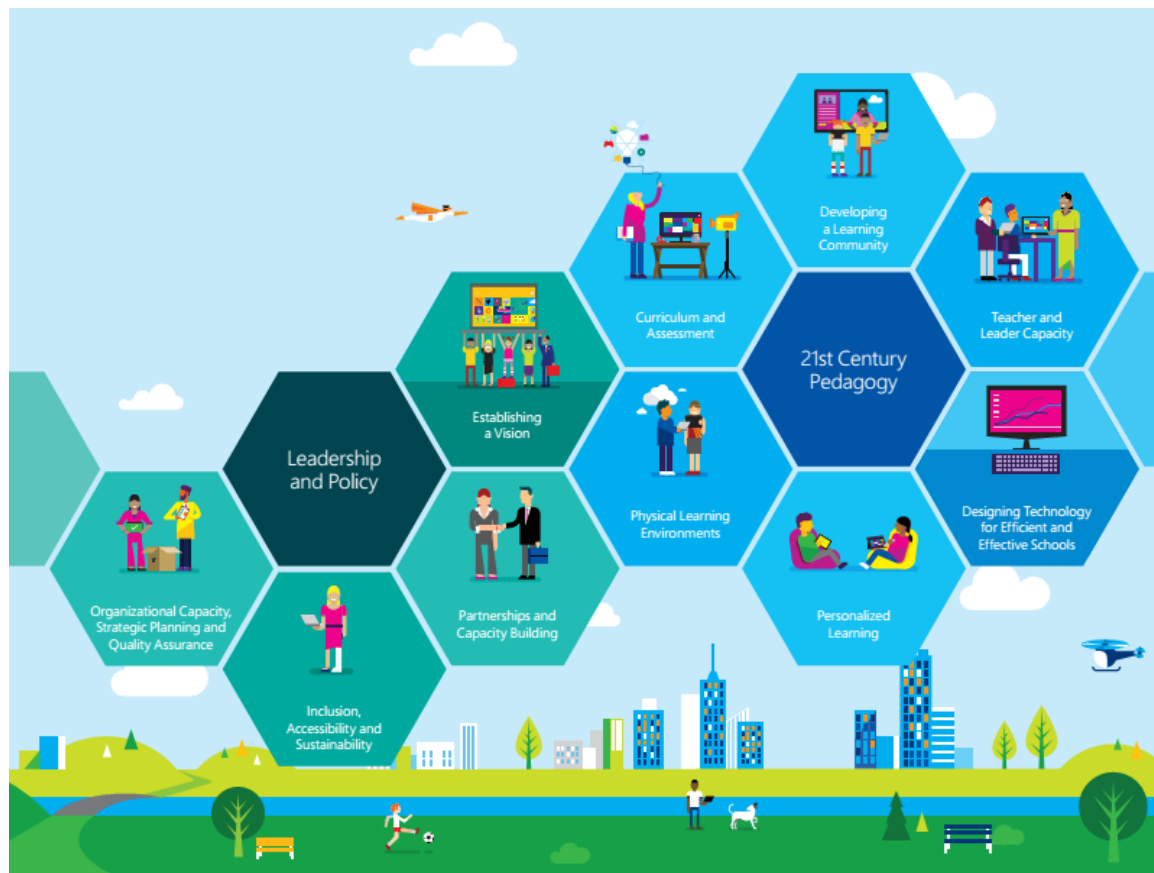 Developing
a Learning
Community
Curriculum and
Assessment
Teacher and
Leader Capacity
21st Century
Pedagogy
Establishing
a Vision
Leadership
and Policy
Physical Learning
Environments
Designing Technology
for Efficient and
Effective Schools
Organizational Capacity,
Strategic Planning and
Quality Assurance
Partnerships and
Capacity Building
Personalized
Learning
Inclusion,
Accessibility and
Sustainability